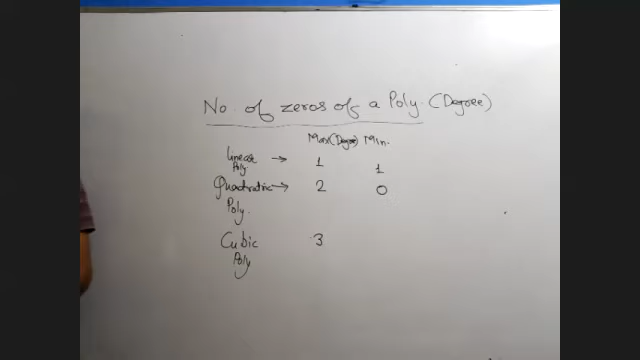 No. of zeros of a Poly. (Degree)
Max(Degree) Min.
Linear Poly → 1 1
Quadratic Poly. → 2 0
Cubic Poly 3